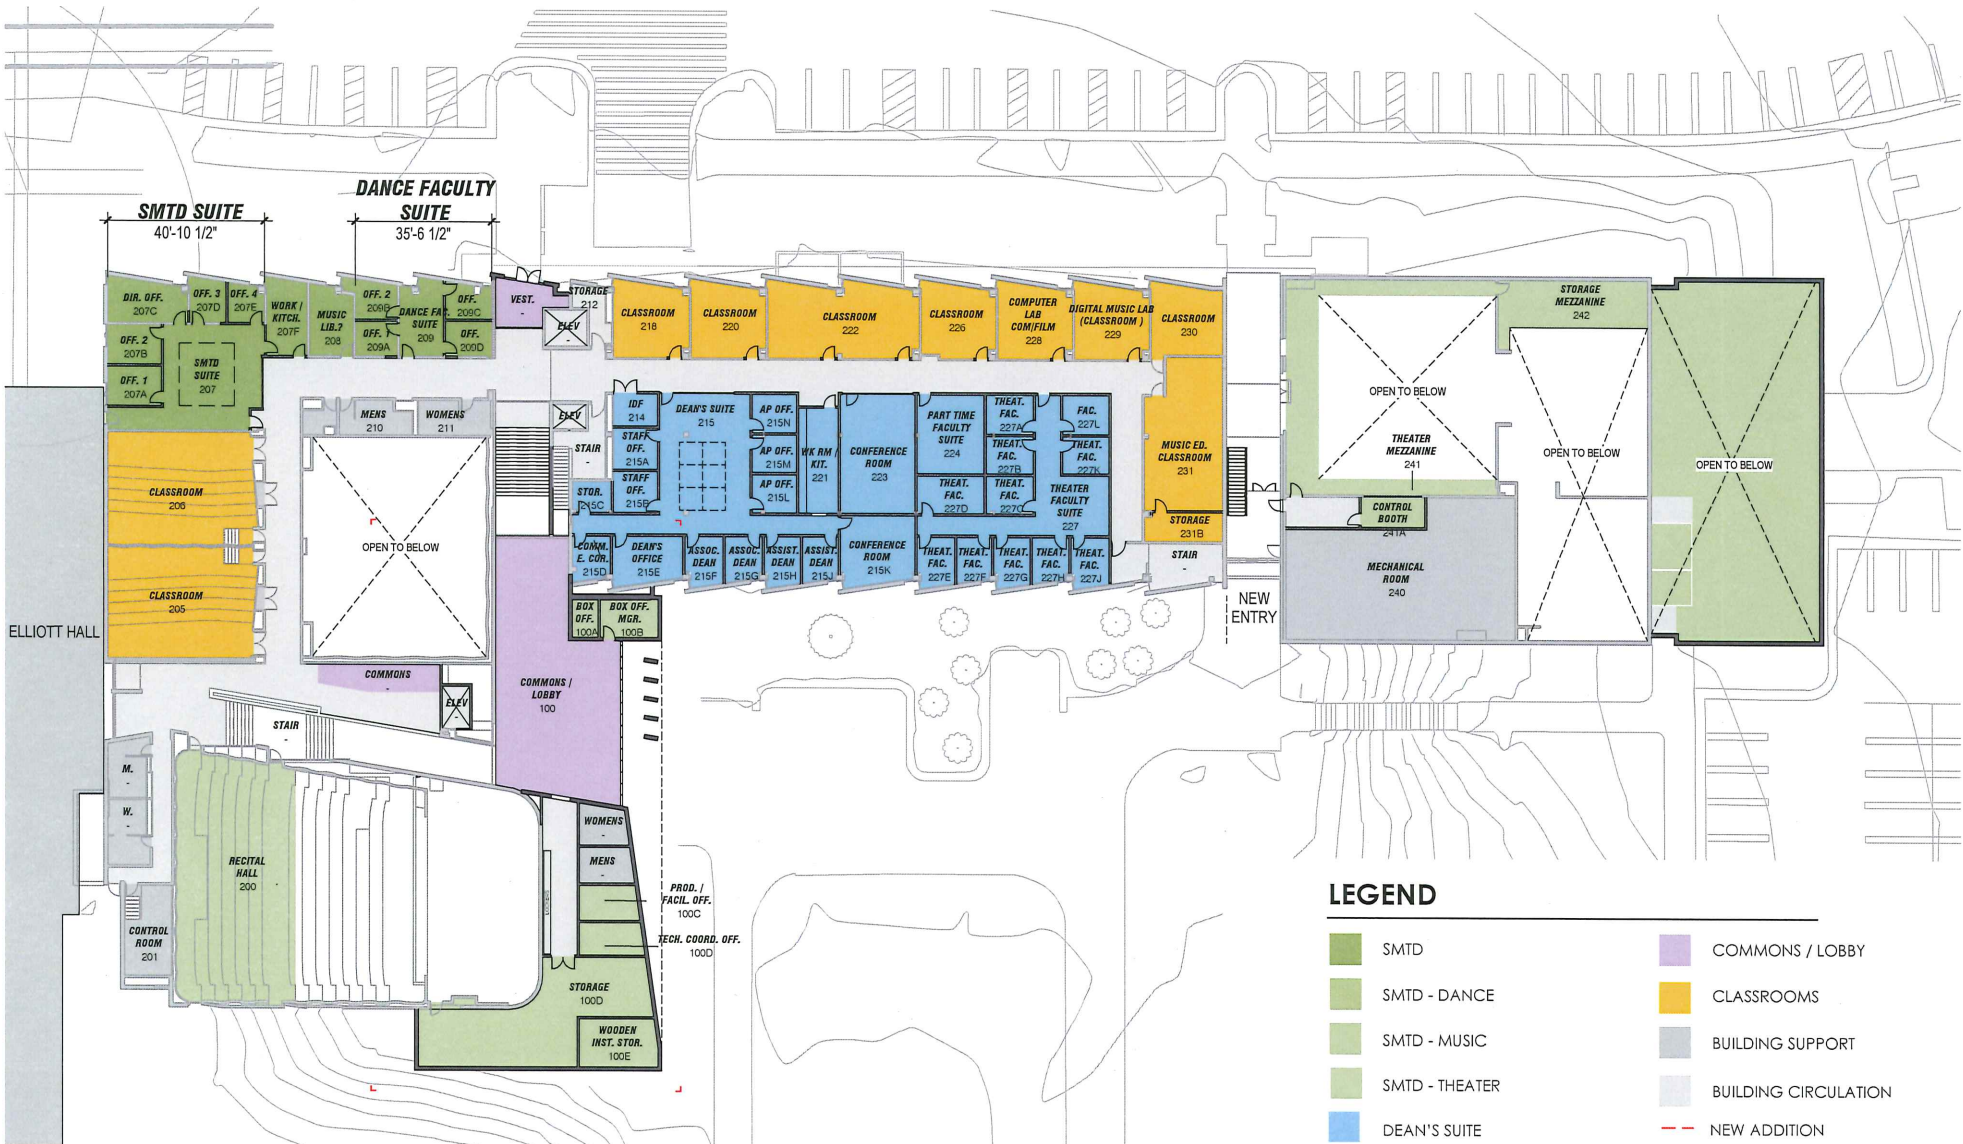 DANCE FACULTY
SUITE
35'-6 1/2"
SMTD SUITE
40'-10 1/2"
DIR. OFF.
207C
OFF. 3
207D
OFF. 4
207E
WORK /
KITCH.
207F
MUSIC
LIB.?
208
OFF. 2
209B
OFF. 1
209A
DANCE FAC.
SUITE
209
OFF.
209C
OFF.
209D
VEST.
-
STORAGE
212
ELEV
-
CLASSROOM
218
CLASSROOM
220
CLASSROOM
222
CLASSROOM
226
COMPUTER
LAB
COM/FILM
228
DIGITAL MUSIC LAB
(CLASSROOM )
229
CLASSROOM
230
STORAGE
MEZZANINE
242
OFF. 2
207B
OFF. 1
207A
SMTD
SUITE
207
MENS
210
WOMENS
211
ELEV
-
STAIR
-
IDF
214
STAFF
OFF.
215A
STAFF
OFF.
215B
STOR.
215C
DEAN'S SUITE
215
AP OFF.
215N
AP OFF.
215M
AP OFF.
215L
WK RM /
KIT.
221
CONFERENCE
ROOM
223
PART TIME
FACULTY
SUITE
224
THEAT.
FAC.
227A
THEAT.
FAC.
227B
THEAT.
FAC.
227C
THEAT.
FAC.
227D
FAC.
227L
THEAT.
FAC.
227K
THEATER
FACULTY
SUITE
227
MUSIC ED.
CLASSROOM
231
STORAGE
231B
OPEN TO BELOW
THEATER
MEZZANINE
241
OPEN TO BELOW
OPEN TO BELOW
CONTROL
BOOTH
241A
MECHANICAL
ROOM
240
CLASSROOM
206
CLASSROOM
205
OPEN TO BELOW
COMM.
E. COR.
215D
DEAN'S
OFFICE
215E
ASSOC.
DEAN
215F
ASSOC.
DEAN
215G
ASSIST.
DEAN
215H
ASSIST.
DEAN
215J
CONFERENCE
ROOM
215K
THEAT.
FAC.
227E
THEAT.
FAC.
227F
THEAT.
FAC.
227G
THEAT.
FAC.
227H
THEAT.
FAC.
227J
STAIR
-
NEW
ENTRY
ELLIOTT HALL
BOX
OFF.
100A
BOX OFF.
MGR.
100B
COMMONS
-
ELEV
-
COMMONS /
LOBBY
100
STAIR
-
M.
-
W.
-
RECITAL
HALL
200
CONTROL
ROOM
201
WOMENS
-
MENS
-
PROD. /
FACIL. OFF.
100C
TECH. COORD. OFF.
100D
STORAGE
100D
WOODEN
INST. STOR.
100E
LEGEND
SMTD
SMTD - DANCE
SMTD - MUSIC
SMTD - THEATER
DEAN'S SUITE
COMMONS / LOBBY
CLASSROOMS
BUILDING SUPPORT
BUILDING CIRCULATION
NEW ADDITION